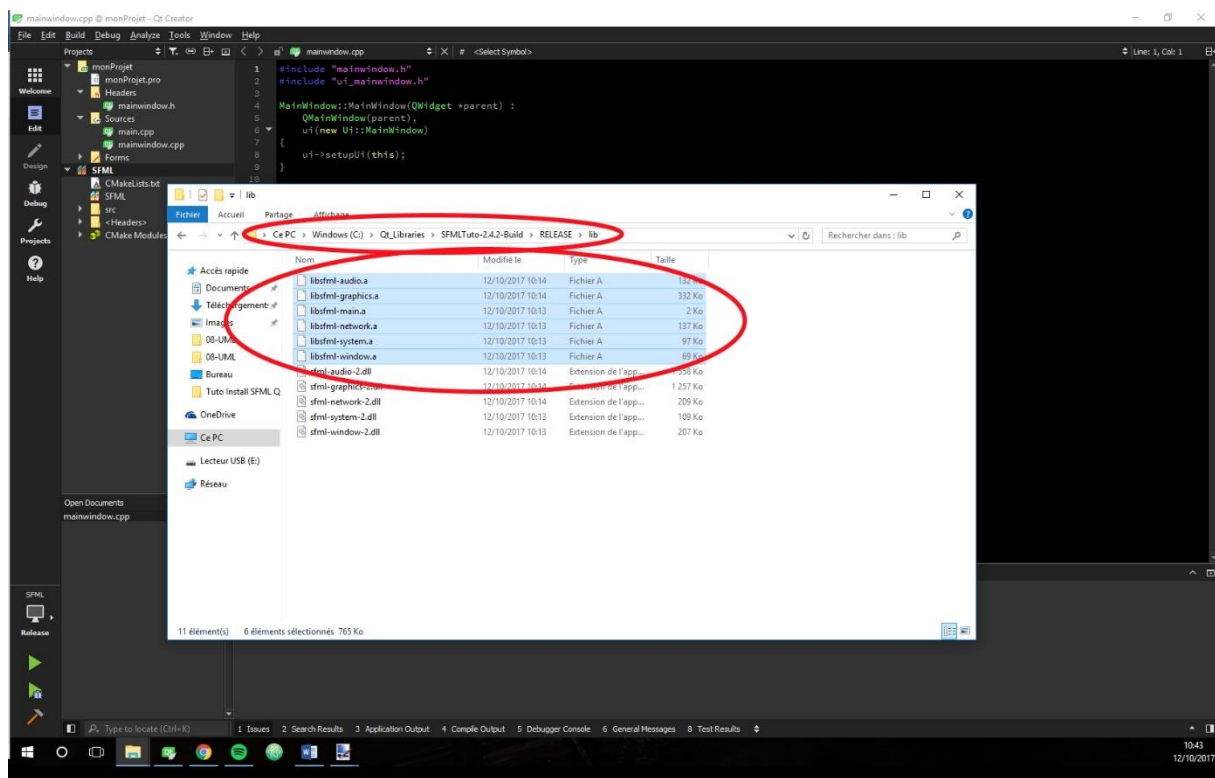 mainwindow.cpp @ monProjet - Qt Creator
File Edit Build Debug Analyze Tools Window Help
Projects
mainwindow.cpp
# <Select Symbol>
Line: 1, Col: 1
Welcome
Edit
Design
Debug
Projects
Help
monProjet
monProjet.pro
Headers
mainwindow.h
Sources
main.cpp
mainwindow.cpp
Forms
SFML
CMakeLists.txt
SFML
src
<Headers>
CMake Modules
1 #include "mainwindow.h"
2 #include "ui_mainwindow.h"
3
4 MainWindow::MainWindow(QWidget *parent) :
5 QMainWindow(parent),
6 ui(new Ui::MainWindow)
7 {
8 ui->setupUi(this);
9 }
10
lib
Fichier Accueil Partage Affichage
Ce PC > Windows (C:) > Qt_Libraries > SFMLTuto-2.4.2-Build > RELEASE > lib
Rechercher dans : lib
Accès rapide
Documents
Téléchargements
Images
08-UML
08-UML
Bureau
Tuto Install SFML Q
OneDrive
Ce PC
Lecteur USB (E:)
Réseau
Nom Modifié le Type Taille
libsfml-audio.a 12/10/2017 10:14 Fichier A 132 Ko
libsfml-graphics.a 12/10/2017 10:14 Fichier A 332 Ko
libsfml-main.a 12/10/2017 10:13 Fichier A 2 Ko
libsfml-network.a 12/10/2017 10:13 Fichier A 137 Ko
libsfml-system.a 12/10/2017 10:13 Fichier A 97 Ko
libsfml-window.a 12/10/2017 10:13 Fichier A 69 Ko
sfml-audio-2.dll 12/10/2017 10:14 Extension de l'app... Ko
sfml-graphics-2.dll 12/10/2017 10:14 Extension de l'app... 1 257 Ko
sfml-network-2.dll 12/10/2017 10:14 Extension de l'app... 209 Ko
sfml-system-2.dll 12/10/2017 10:13 Extension de l'app... 109 Ko
sfml-window-2.dll 12/10/2017 10:13 Extension de l'app... 207 Ko
11 élément(s) 6 éléments sélectionnés 765 Ko
Open Documents
mainwindow.cpp
SFML
Release
Type to locate (Ctrl+K)
1 Issues 2 Search Results 3 Application Output 4 Compile Output 5 Debugger Console 6 General Messages 8 Test Results
10:43
12/10/2017